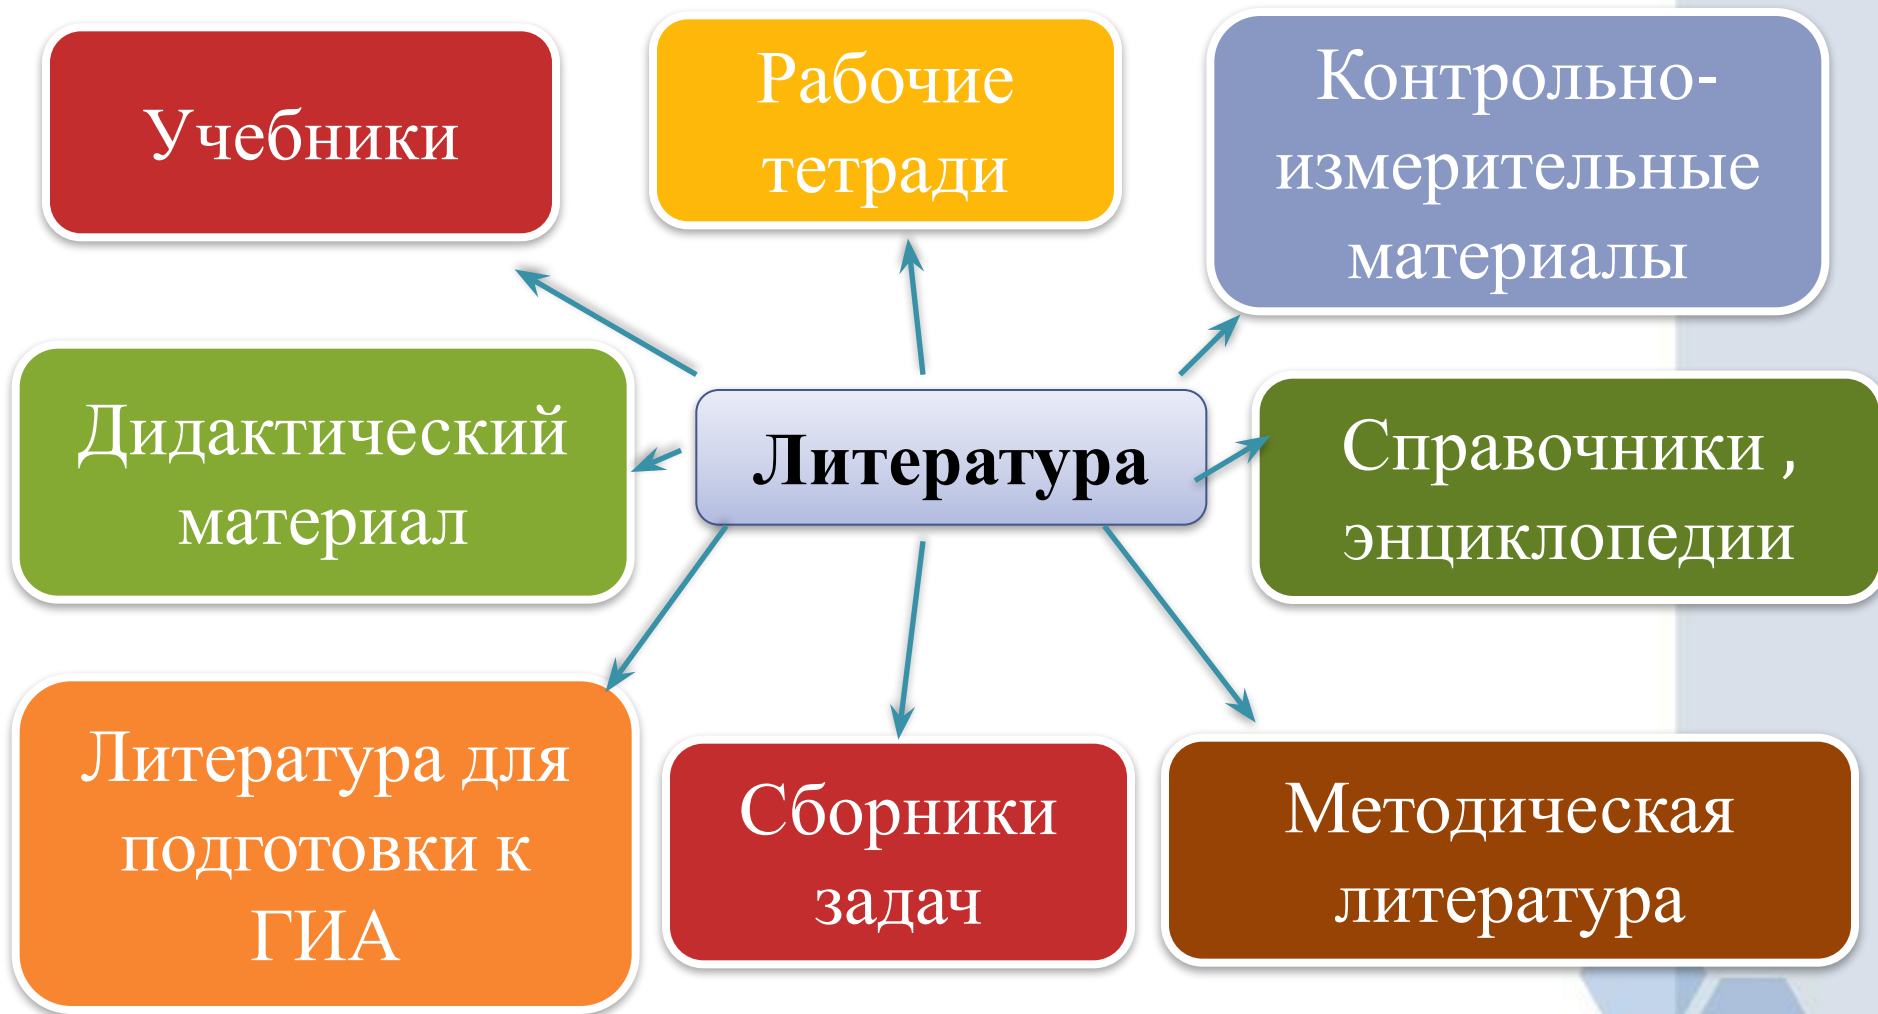 Учебники
Рабочие
тетради
Контрольно-
измерительные
материалы
Дидактический
материал
Литература
Справочники ,
энциклопедии
Литература для
подготовки к
ГИА
Сборники
задач
Методическая
литература